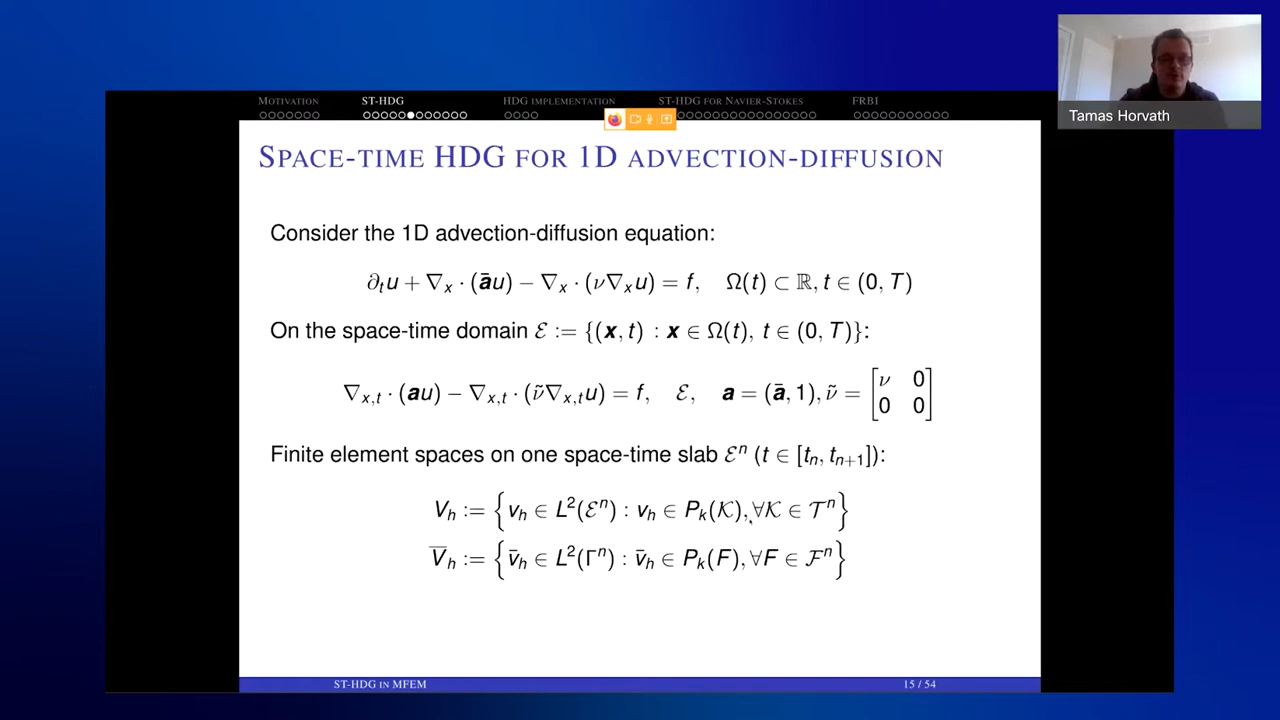 Tamas Horvath
MOTIVATION ST-HDG HDG IMPLEMENTATION ST-HDG FOR NAVIER-STOKES FRBI
SPACE-TIME HDG FOR 1D ADVECTION-DIFFUSION
Consider the 1D advection-diffusion equation:
∂ₜu + ∇ₓ · (āu) − ∇ₓ · (ν∇ₓu) = f, Ω(t) ⊂ ℝ, t ∈ (0, T)
On the space-time domain ℰ := {(x, t) : x ∈ Ω(t), t ∈ (0, T)}:
∇ₓ,ₜ · (au) − ∇ₓ,ₜ · (ν̃∇ₓ,ₜu) = f, ℰ, a = (ā, 1), ν̃ = [ν 0; 0 0]
Finite element spaces on one space-time slab ℰⁿ (t ∈ [tₙ, tₙ₊₁]):
Vₕ := {vₕ ∈ L²(ℰⁿ) : vₕ ∈ Pₖ(𝒦), ∀𝒦 ∈ 𝒯ⁿ}
V̅ₕ := {v̄ₕ ∈ L²(Γⁿ) : v̄ₕ ∈ Pₖ(F), ∀F ∈ ℱⁿ}
ST-HDG IN MFEM 15 / 54